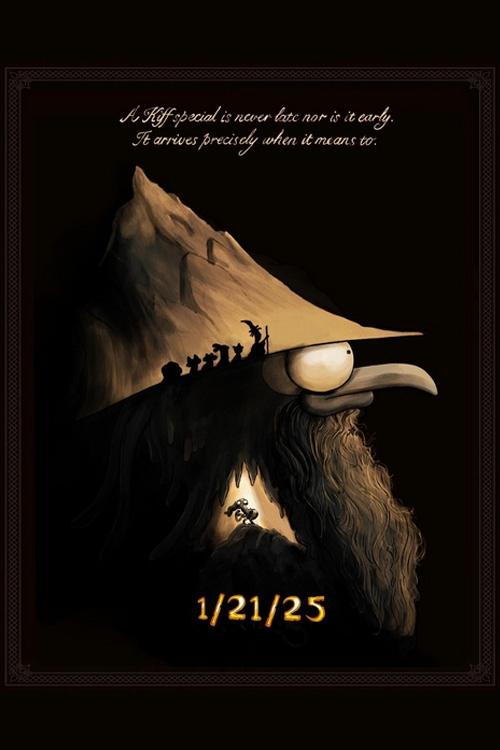 A Kiff special is never late nor is it early.
It arrives precisely when it means to.
1/21/25